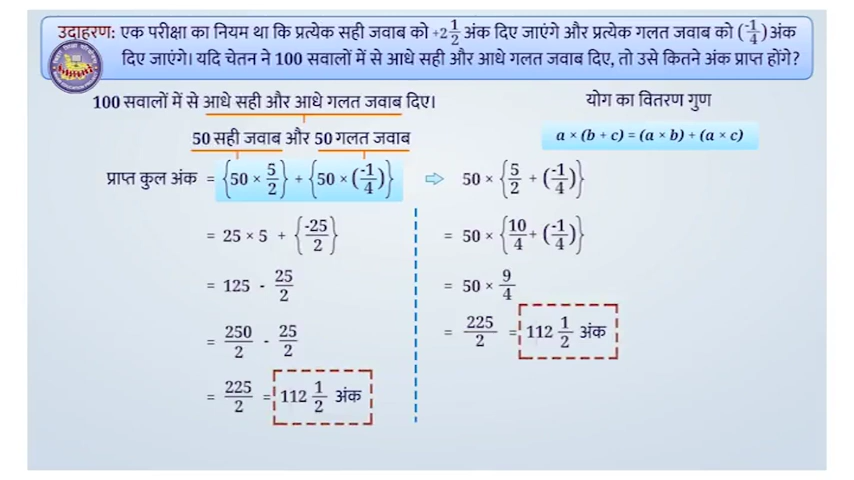 उदाहरण: एक परीक्षा का नियम था कि प्रत्येक सही जवाब को +2 1/2 अंक दिए जाएंगे और प्रत्येक गलत जवाब को (-1/4) अंक
दिए जाएंगे। यदि चेतन ने 100 सवालों में से आधे सही और आधे गलत जवाब दिए, तो उसे कितने अंक प्राप्त होंगे?
100 सवालों में से आधे सही और आधे गलत जवाब दिए।
50 सही जवाब और 50 गलत जवाब
प्राप्त कुल अंक = {50 × 5/2} + {50 × (-1/4)}
= 25 × 5 + {-25/2}
= 125 - 25/2
= 250/2 - 25/2
= 225/2 = 112 1/2 अंक
योग का वितरण गुण
a × (b + c) = (a × b) + (a × c)
50 × {5/2 + (-1/4)}
= 50 × {10/4 + (-1/4)}
= 50 × 9/4
= 225/2 = 112 1/2 अंक